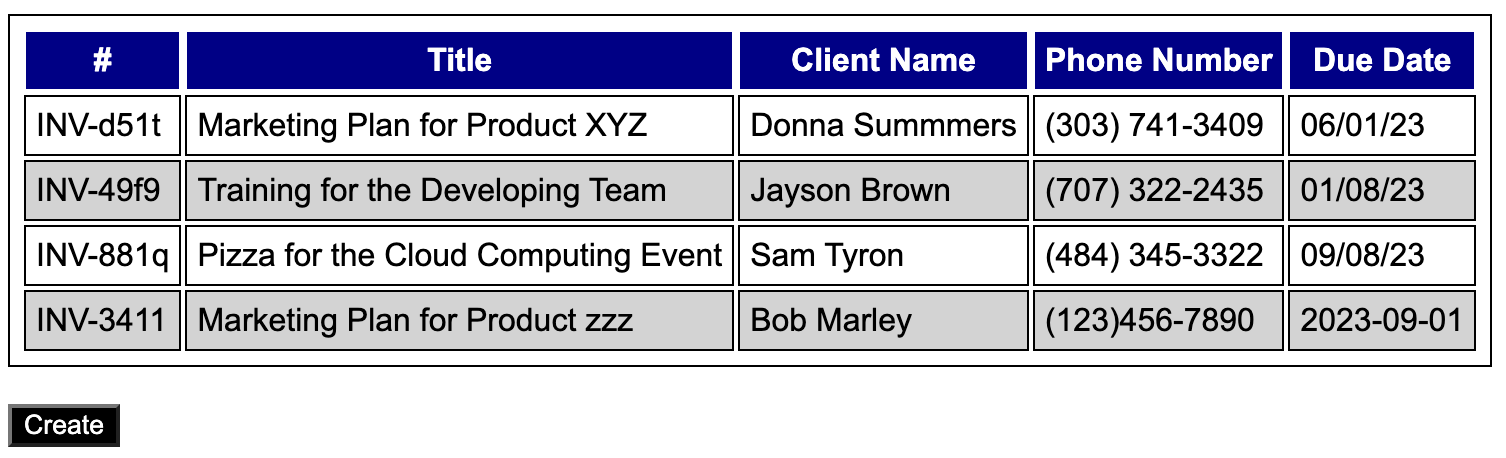 # Title Client Name Phone Number Due Date
INV-d51t Marketing Plan for Product XYZ Donna Summmers (303) 741-3409 06/01/23
INV-49f9 Training for the Developing Team Jayson Brown (707) 322-2435 01/08/23
INV-881q Pizza for the Cloud Computing Event Sam Tyron (484) 345-3322 09/08/23
INV-3411 Marketing Plan for Product zzz Bob Marley (123)456-7890 2023-09-01
Create